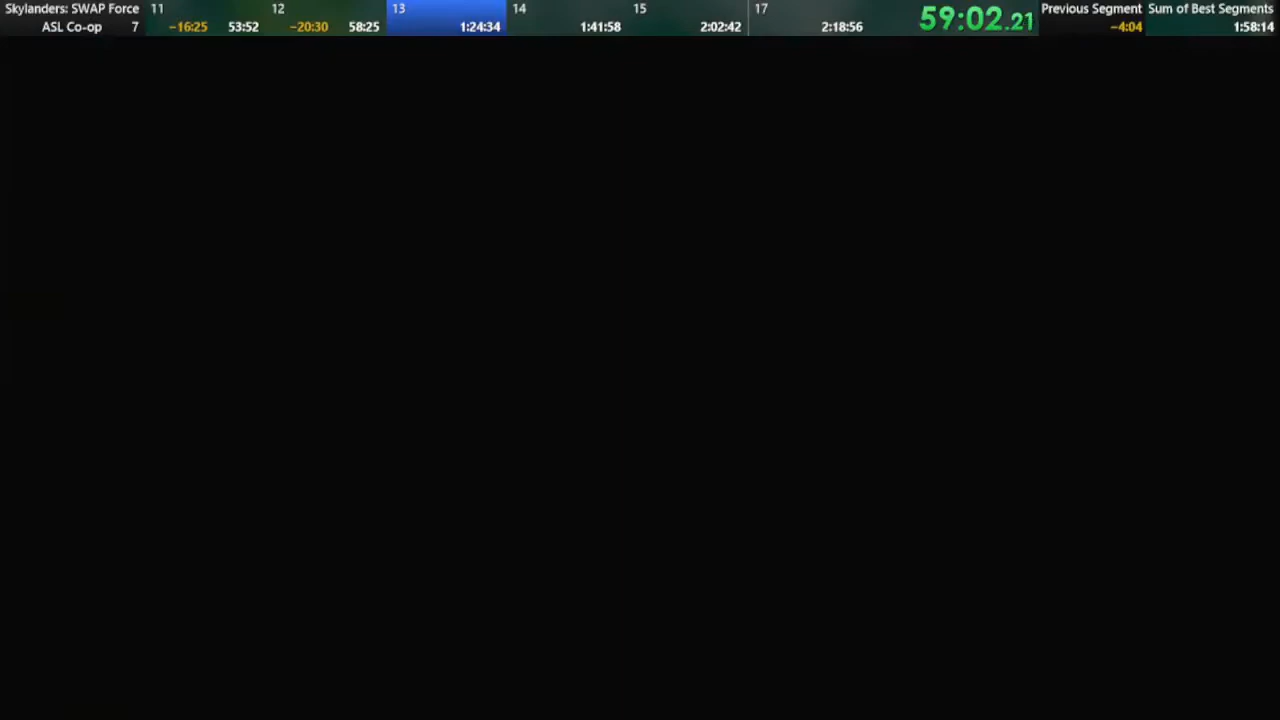 Skylanders: SWAP Force 11 12 13 14 15 17 59:02.21 Previous Segment Sum of Best Segments
ASL Co-op 7 −16:25 53:52 −20:30 58:25 1:24:34 1:41:58 2:02:42 2:18:56 −4:04 1:58:14